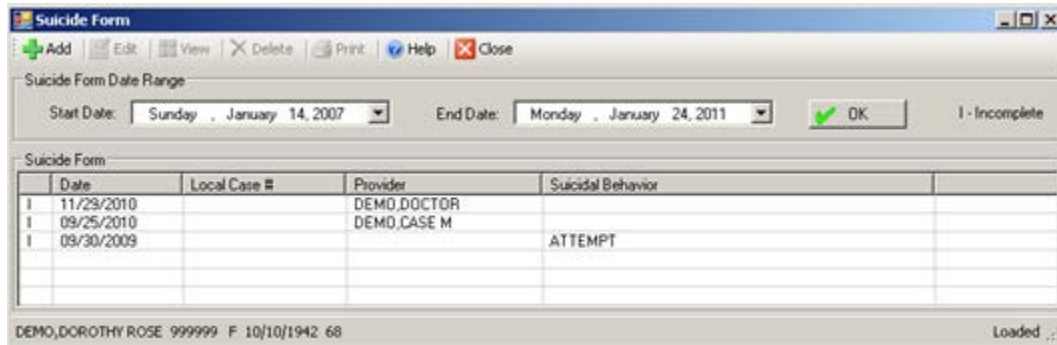 Suicide Form
Add Edit View Delete Print Help Close
Suicide Form Date Range
Start Date: Sunday , January 14, 2007 End Date: Monday , January 24, 2011 OK I - Incomplete
Suicide Form
Date Local Case # Provider Suicidal Behavior
I 11/29/2010 DEMO,DOCTOR
I 09/25/2010 DEMO,CASE M
I 09/30/2009 ATTEMPT
DEMO,DOROTHY ROSE 999999 F 10/10/1942 68 Loaded